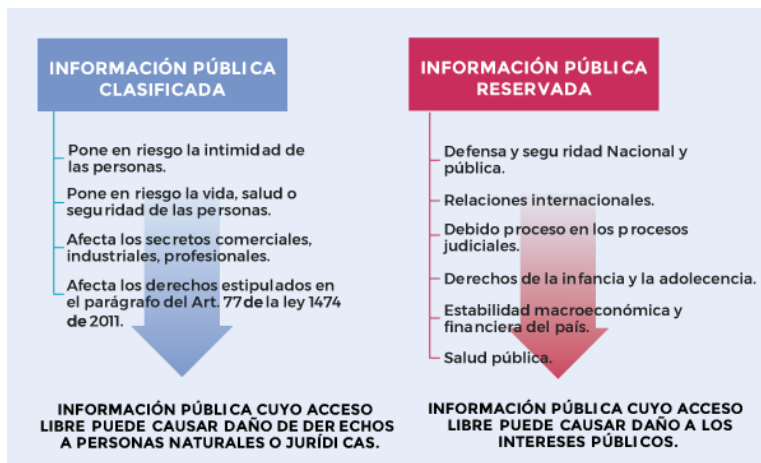 INFORMACIÓN PÚBLICA
CLASIFICADA
Pone en riesgo la intimidad de
las personas.
Pone en riesgo la vida, salud o
seguridad de las personas.
Afecta los secretos comerciales,
industriales, profesionales.
Afecta los derechos estipulados en
el parágrafo del Art. 77 de la ley 1474
de 2011.
INFORMACIÓN PÚBLICA CUYO ACCESO
LIBRE PUEDE CAUSAR DAÑO DE DERECHOS
A PERSONAS NATURALES O JURÍDICAS.
INFORMACIÓN PÚBLICA
RESERVADA
Defensa y seguridad Nacional y
pública.
Relaciones internacionales.
Debido proceso en los procesos
judiciales.
Derechos de la infancia y la adolecencia.
Estabilidad macroeconómica y
financiera del país.
Salud pública.
INFORMACIÓN PÚBLICA CUYO ACCESO
LIBRE PUEDE CAUSAR DAÑO A LOS
INTERESES PÚBLICOS.